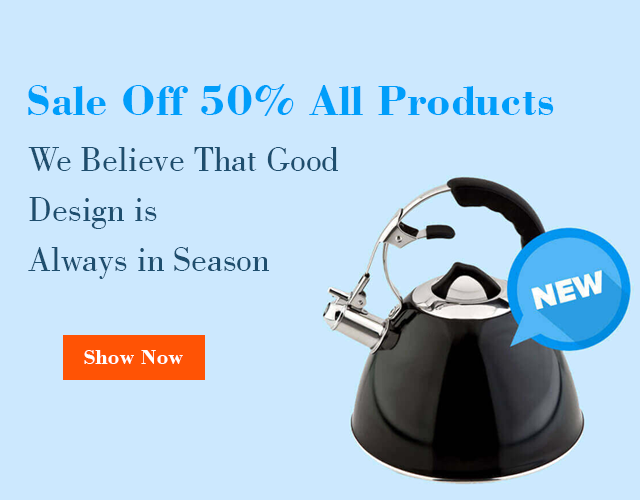 Sale Off 50% All Products
We Believe That Good
Design is
Always in Season
NEW
Show Now